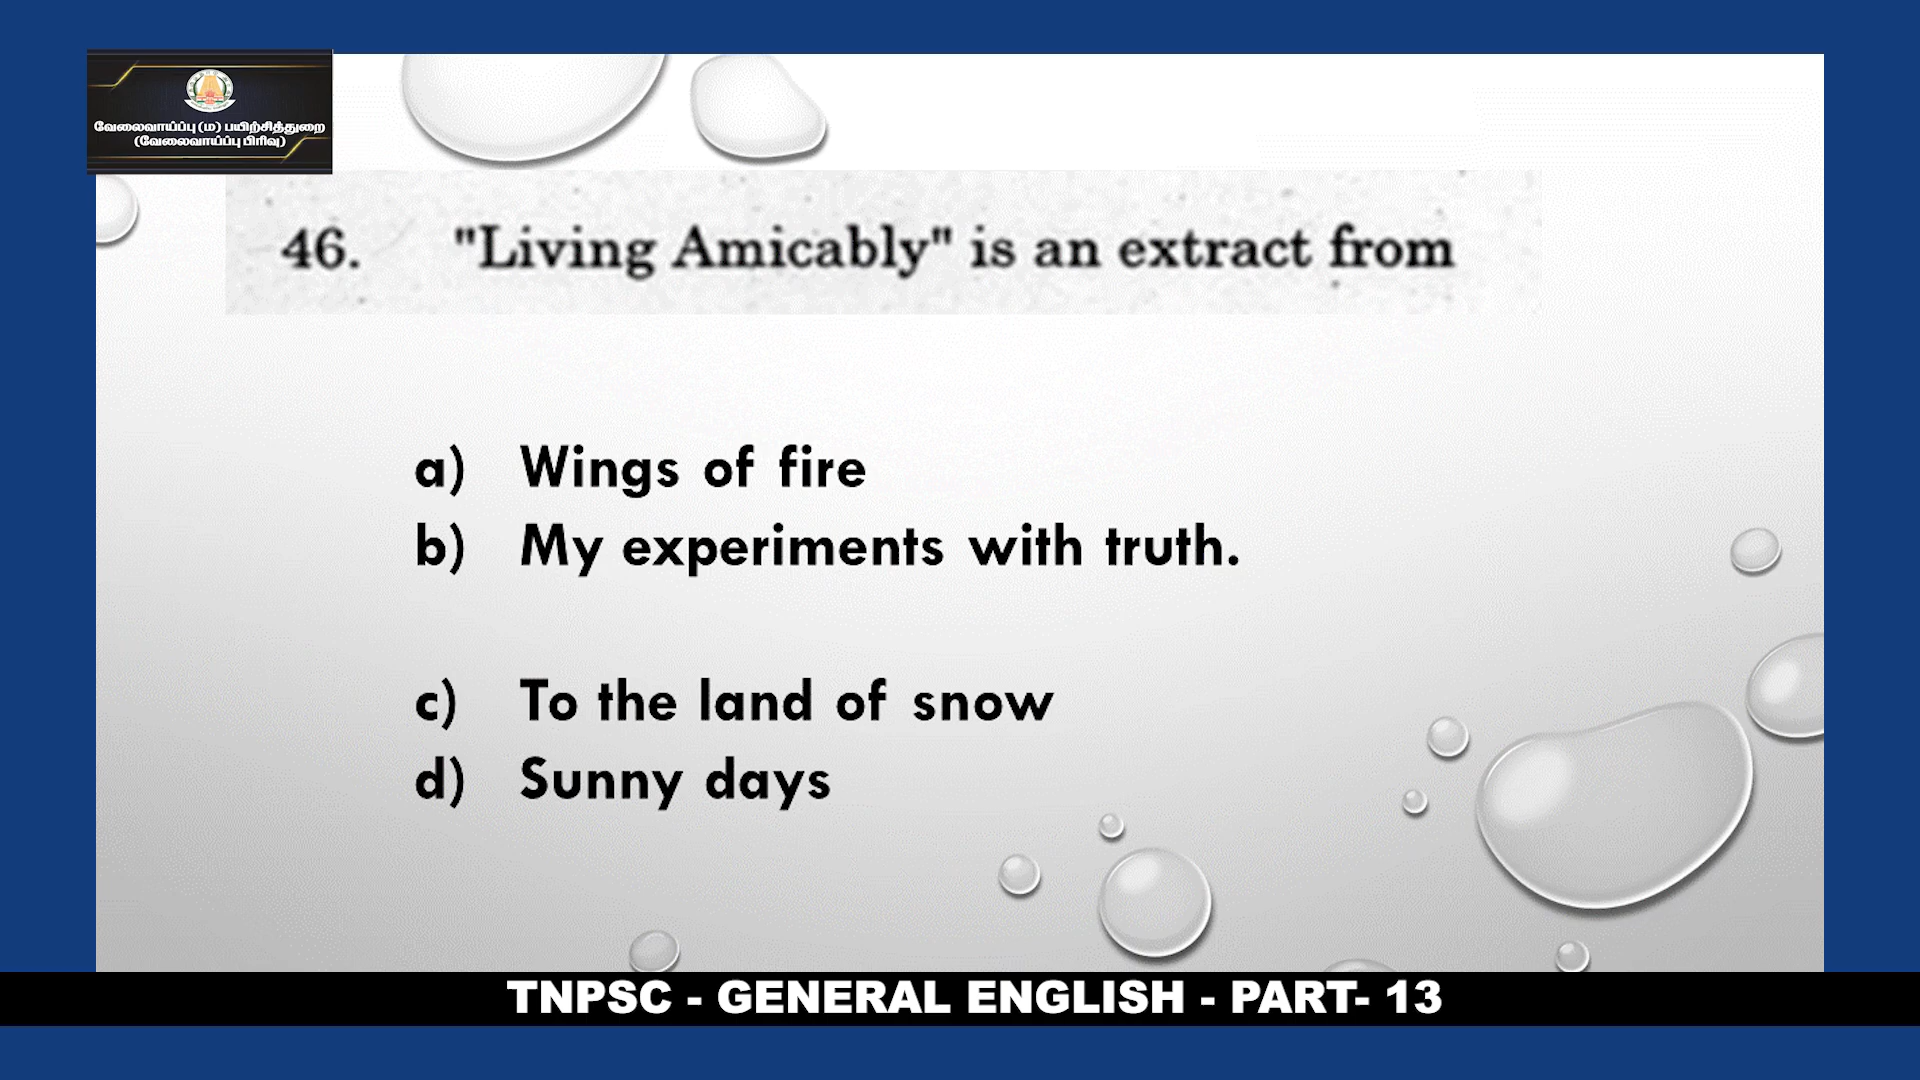 வேலைவாய்ப்பு (ம) பயிற்சித்துறை
(வேலைவாய்ப்பு பிரிவு)
46. "Living Amicably" is an extract from
a) Wings of fire
b) My experiments with truth.
c) To the land of snow
d) Sunny days
TNPSC - GENERAL ENGLISH - PART- 13